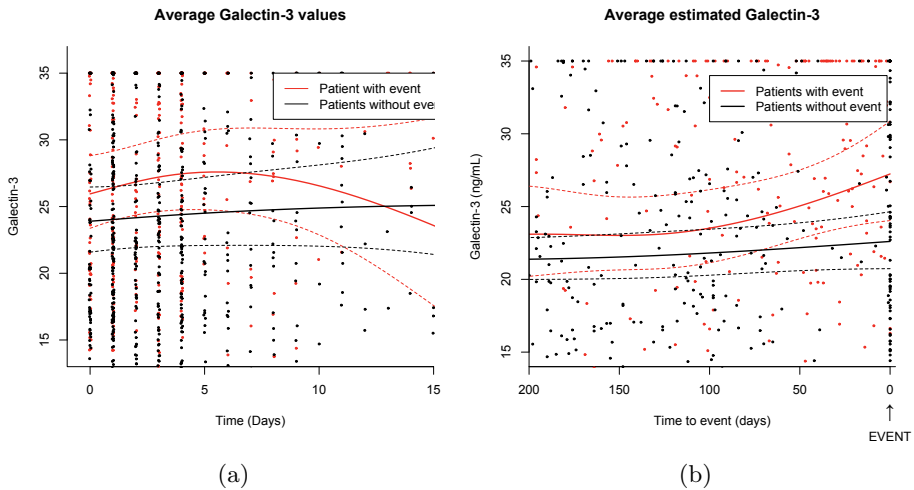 Average Galectin-3 values
Galectin-3
35
30
25
20
15
Patient with event
Patients without even
0
5
10
15
Time (Days)
(a)
Average estimated Galectin-3
Galectin-3 (ng/mL)
35
30
25
20
15
Patients with event
Patients without event
200
150
100
50
0
Time to event (days)
↑
EVENT
(b)